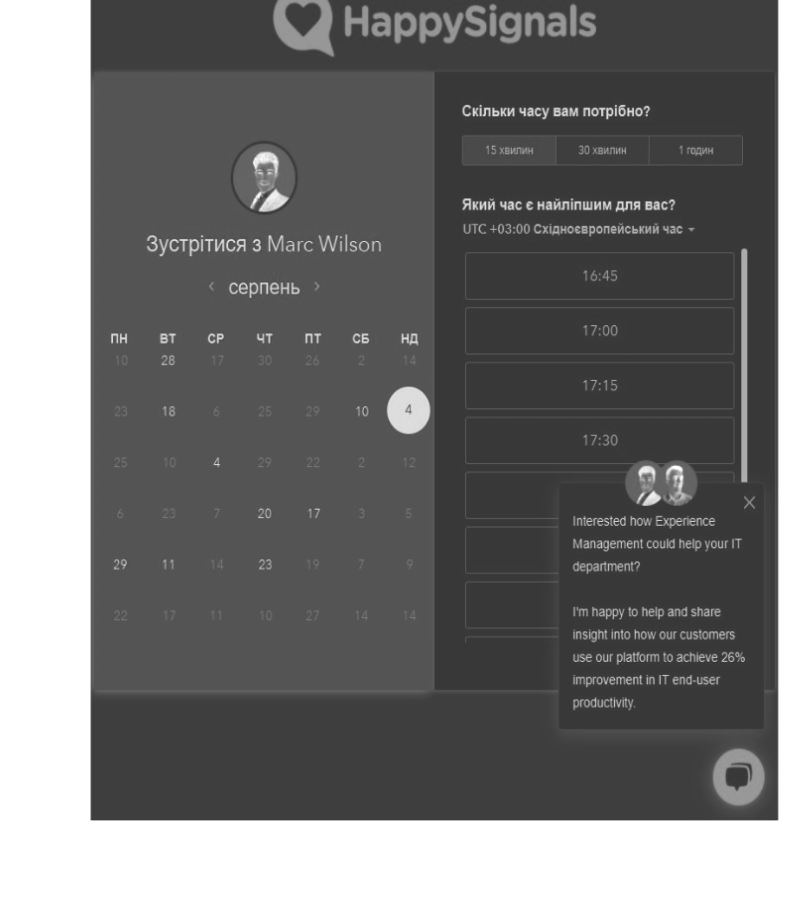 HappySignals
Зустрітися з Marc Wilson
серпень
ПН ВТ СР ЧТ ПТ СБ НД
10 28 17 30 26 2 14
23 18 6 25 29 10 4
25 10 4 29 22 2 12
6 23 7 20 17 3 5
29 11 14 23 19 7 9
22 17 11 10 27 14 14
Скільки часу вам потрібно?
15 хвилин 30 хвилин 1 годин
Який час є найліпшим для вас?
UTC +03:00 Східноєвропейський час
16:45
17:00
17:15
17:30
Interested how Experience
Management could help your IT
department?
I'm happy to help and share
insight into how our customers
use our platform to achieve 26%
improvement in IT end-user
productivity.